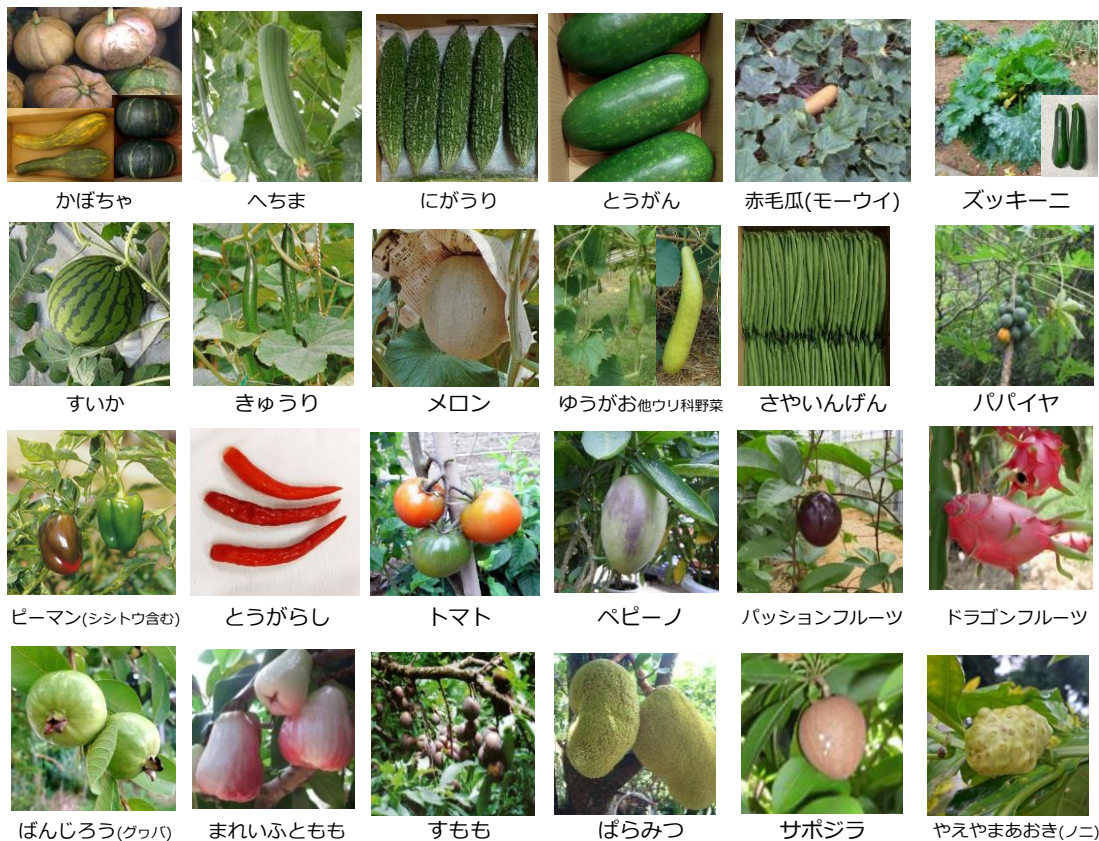 かぼちゃ
へちま
にがうり
とうがん
赤毛瓜(モーウイ)
ズッキーニ
すいか
きゅうり
メロン
ゆうがお他ウリ科野菜
さやいんげん
パパイヤ
ピーマン(シシトウ含む)
とうがらし
トマト
ペピーノ
パッションフルーツ
ドラゴンフルーツ
ばんじろう(グヮバ)
まれいふともも
すもも
ぱらみつ
サポジラ
やえやまあおき(ノニ)